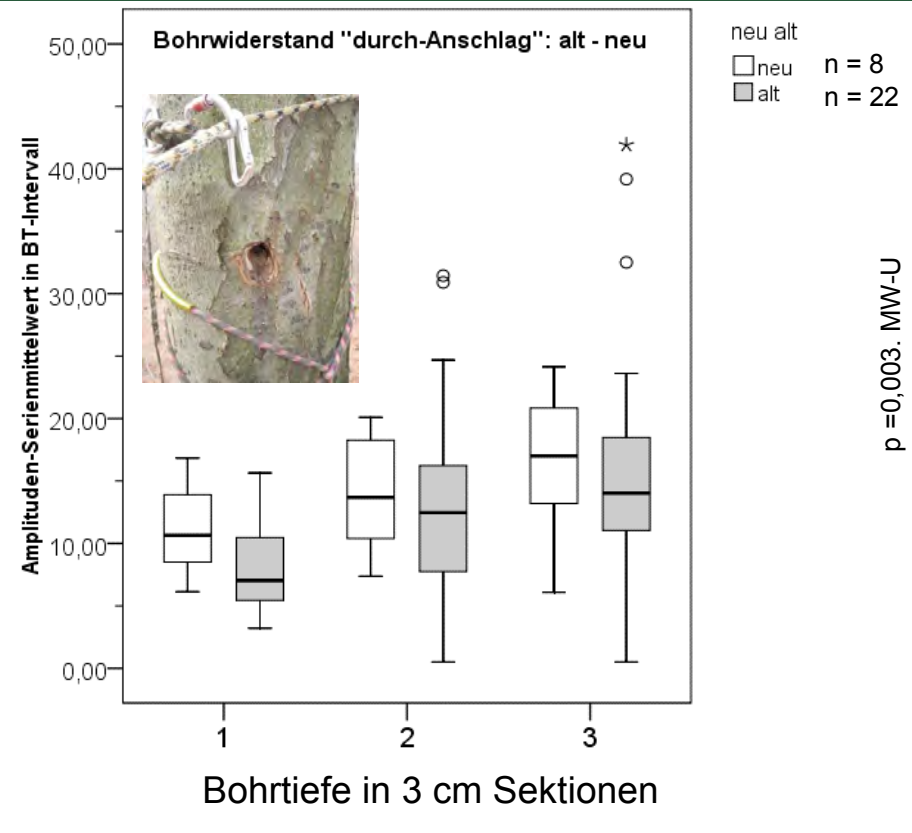 Bohrwiderstand "durch-Anschlag": alt - neu
neu alt
neu n = 8
alt n = 22
Amplituden-Serienmittelwert in BT-Intervall
50,00
40,00
30,00
20,00
10,00
0,00
p =0,003. MW-U
1 2 3
Bohrtiefe in 3 cm Sektionen